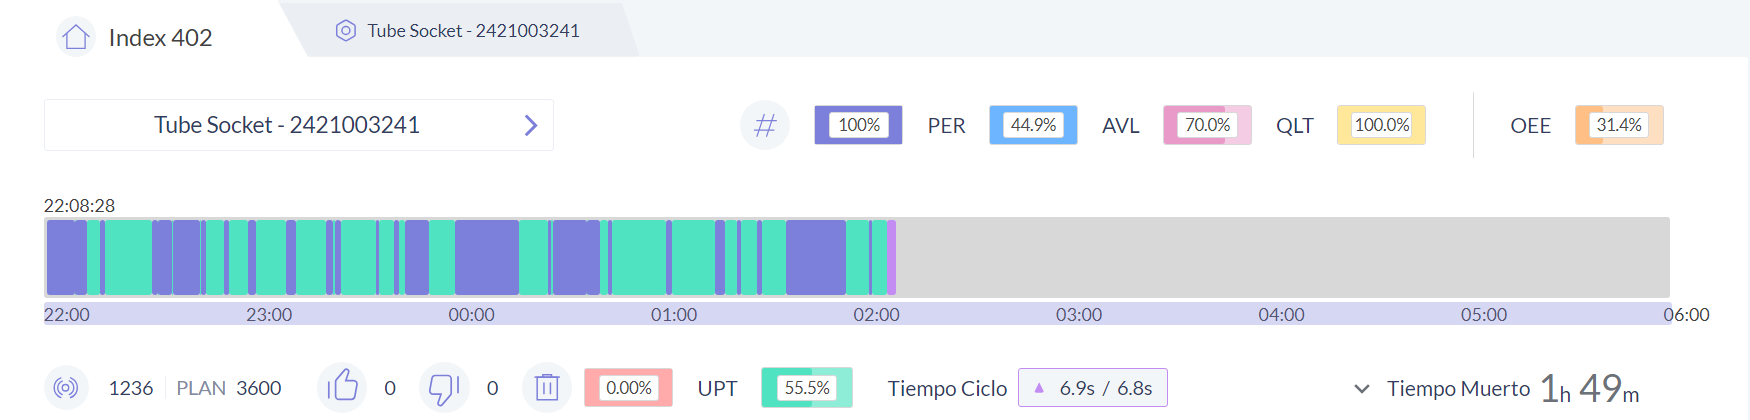 Index 402
Tube Socket - 2421003241
Tube Socket - 2421003241
# 100% PER 44.9% AVL 70.0% QLT 100.0% OEE 31.4%
22:08:28
22:00 23:00 00:00 01:00 02:00 03:00 04:00 05:00 06:00
1236 PLAN 3600 0 0 0.00% UPT 55.5% Tiempo Ciclo 6.9s / 6.8s Tiempo Muerto 1h 49m